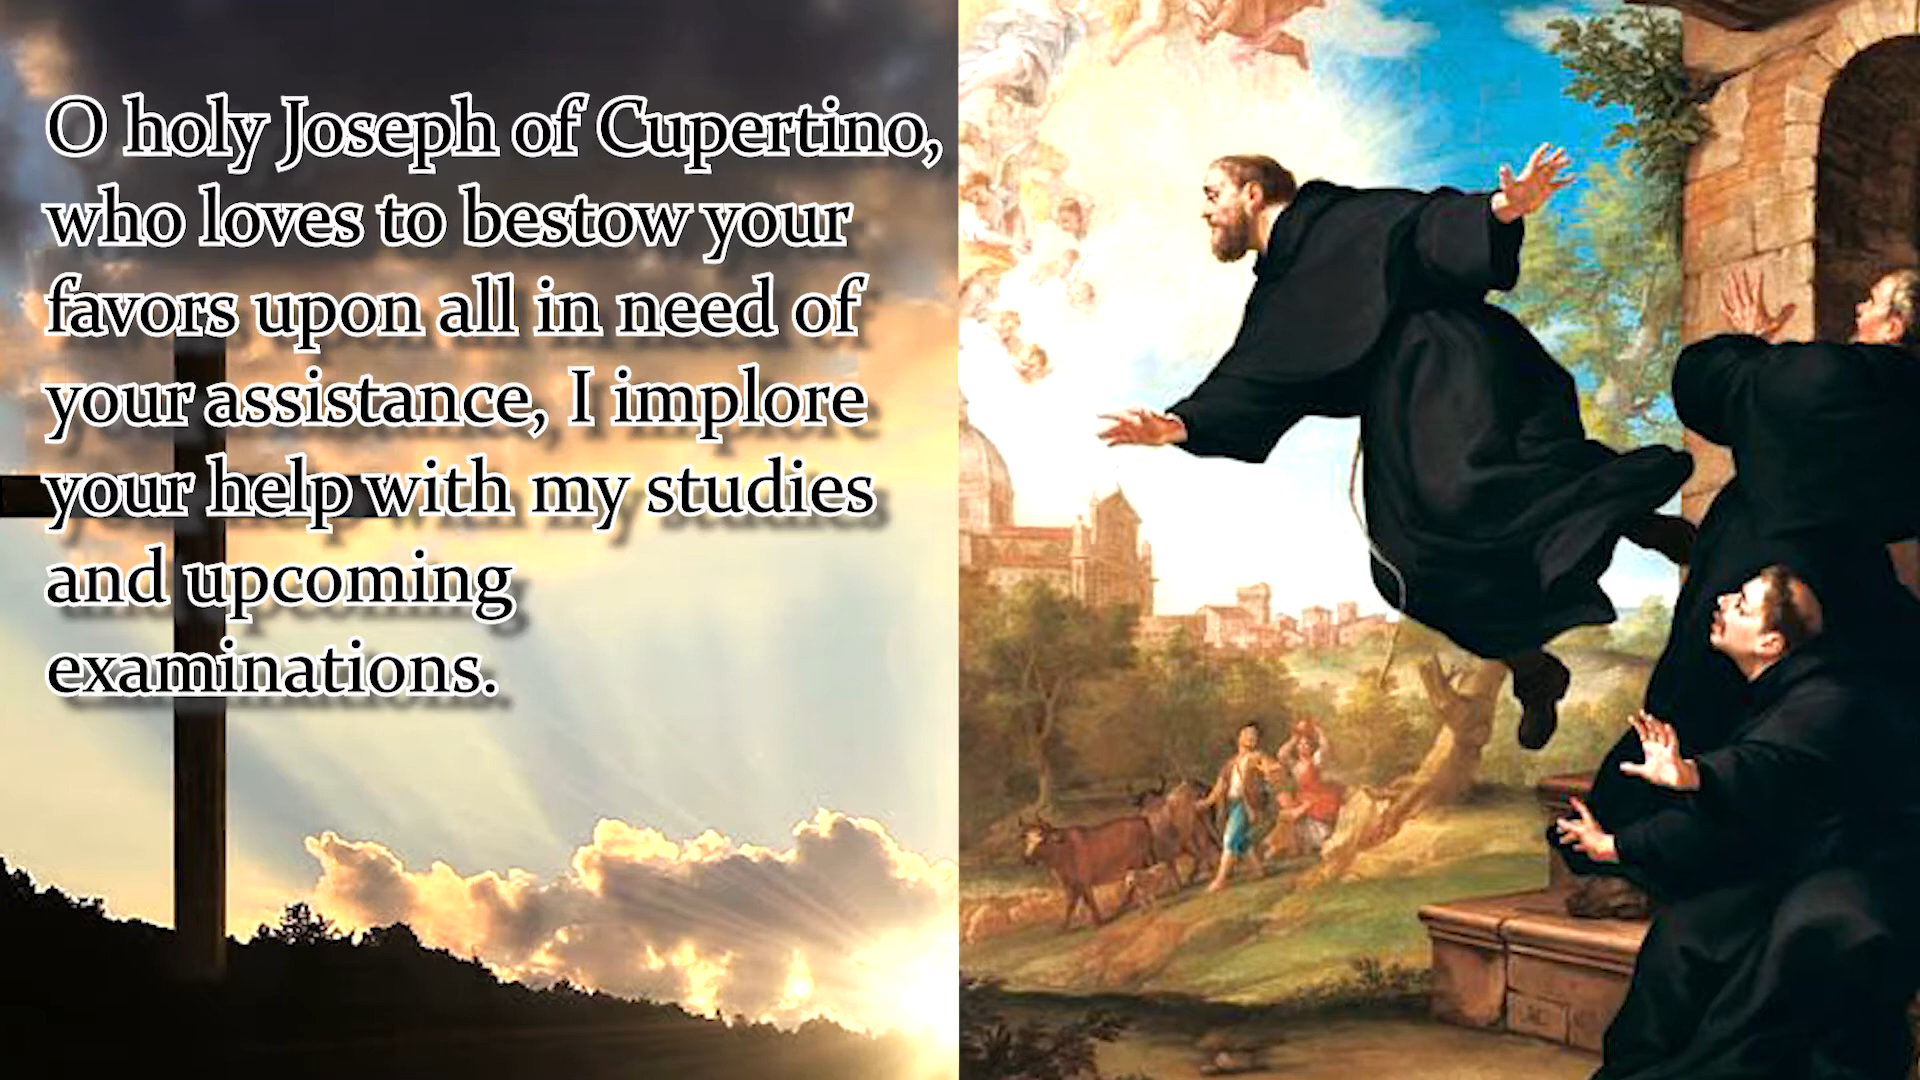 O holy Joseph of Cupertino,
who loves to bestow your
favors upon all in need of
your assistance, I implore
your help with my studies
and upcoming
examinations.